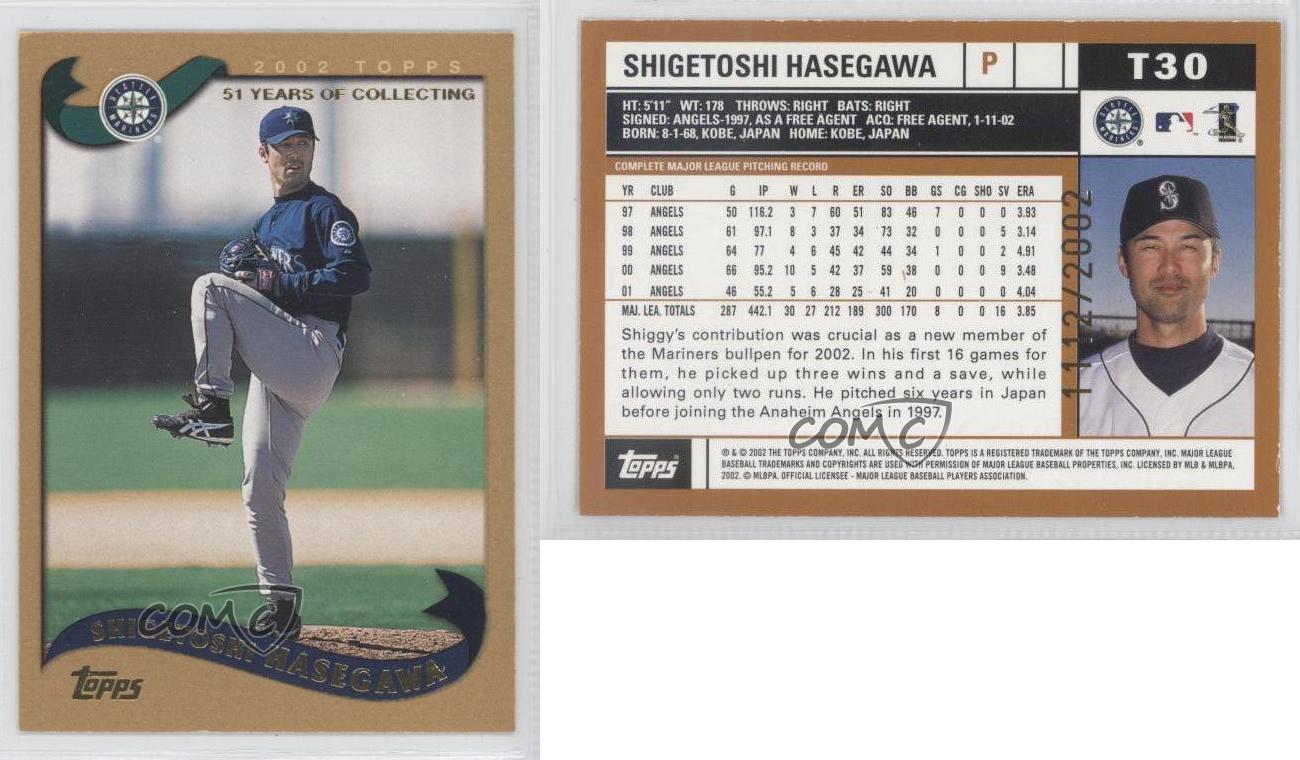 2002 TOPPS
51 YEARS OF COLLECTING
SEATTLE
MARINERS
COMC
SHIGETOSHI HASEGAWA
Topps
SHIGETOSHI HASEGAWA P T30
HT: 5'11" WT: 178 THROWS: RIGHT BATS: RIGHT
SIGNED: ANGELS-1997, AS A FREE AGENT ACQ: FREE AGENT, 1-11-02
BORN: 8-1-68, KOBE, JAPAN HOME: KOBE, JAPAN
COMPLETE MAJOR LEAGUE PITCHING RECORD
YR CLUB G IP W L R ER SO BB GS CG SHO SV ERA
97 ANGELS 50 116.2 3 7 60 51 83 46 7 0 0 0 3.93
98 ANGELS 61 97.1 8 3 37 34 73 32 0 0 0 5 3.14
99 ANGELS 64 77 4 6 45 42 44 34 1 0 0 2 4.91
00 ANGELS 66 95.2 10 5 42 37 59 38 0 0 0 9 3.48
01 ANGELS 46 55.2 5 6 28 25 41 20 0 0 0 0 4.04
MAJ. LEA. TOTALS 287 442.1 30 27 212 189 300 170 8 0 0 16 3.85
Shiggy's contribution was crucial as a new member of
the Mariners bullpen for 2002. In his first 16 games for
them, he picked up three wins and a save, while
allowing only two runs. He pitched six years in Japan
before joining the Anaheim Angels in 1997.
1112/2002
COMC
Topps
® & © 2002 THE TOPPS COMPANY, INC. ALL RIGHTS RESERVED. TOPPS IS A REGISTERED TRADEMARK OF THE TOPPS COMPANY, INC. MAJOR LEAGUE
BASEBALL TRADEMARKS AND COPYRIGHTS ARE USED WITH PERMISSION OF MAJOR LEAGUE BASEBALL PROPERTIES, INC. LICENSED BY MLB & MLBPA,
2002. © MLBPA. OFFICIAL LICENSEE - MAJOR LEAGUE BASEBALL PLAYERS ASSOCIATION.